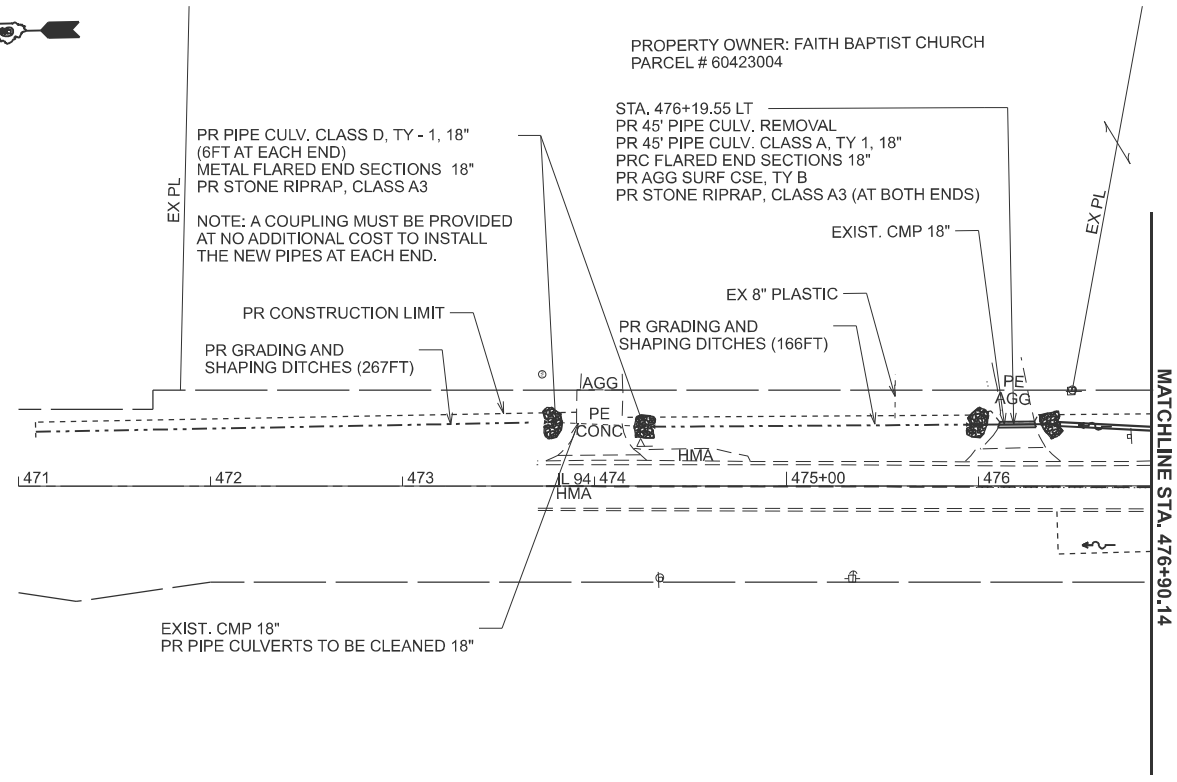 PROPERTY OWNER: FAITH BAPTIST CHURCH
PARCEL # 60423004
STA. 476+19.55 LT
PR 45' PIPE CULV. REMOVAL
PR 45' PIPE CULV. CLASS A, TY 1, 18"
PRC FLARED END SECTIONS 18"
PR AGG SURF CSE, TY B
PR STONE RIPRAP, CLASS A3 (AT BOTH ENDS)
PR PIPE CULV. CLASS D, TY - 1, 18"
(6FT AT EACH END)
METAL FLARED END SECTIONS 18"
PR STONE RIPRAP, CLASS A3
NOTE: A COUPLING MUST BE PROVIDED
AT NO ADDITIONAL COST TO INSTALL
THE NEW PIPES AT EACH END.
EX PL
EX PL
EXIST. CMP 18"
EX 8" PLASTIC
PR CONSTRUCTION LIMIT
PR GRADING AND
SHAPING DITCHES (166FT)
PR GRADING AND
SHAPING DITCHES (267FT)
AGG
PE
CONC
PE
AGG
HMA
471
472
473
IL 94
474
475+00
476
HMA
MATCHLINE STA. 476+90.14
EXIST. CMP 18"
PR PIPE CULVERTS TO BE CLEANED 18"